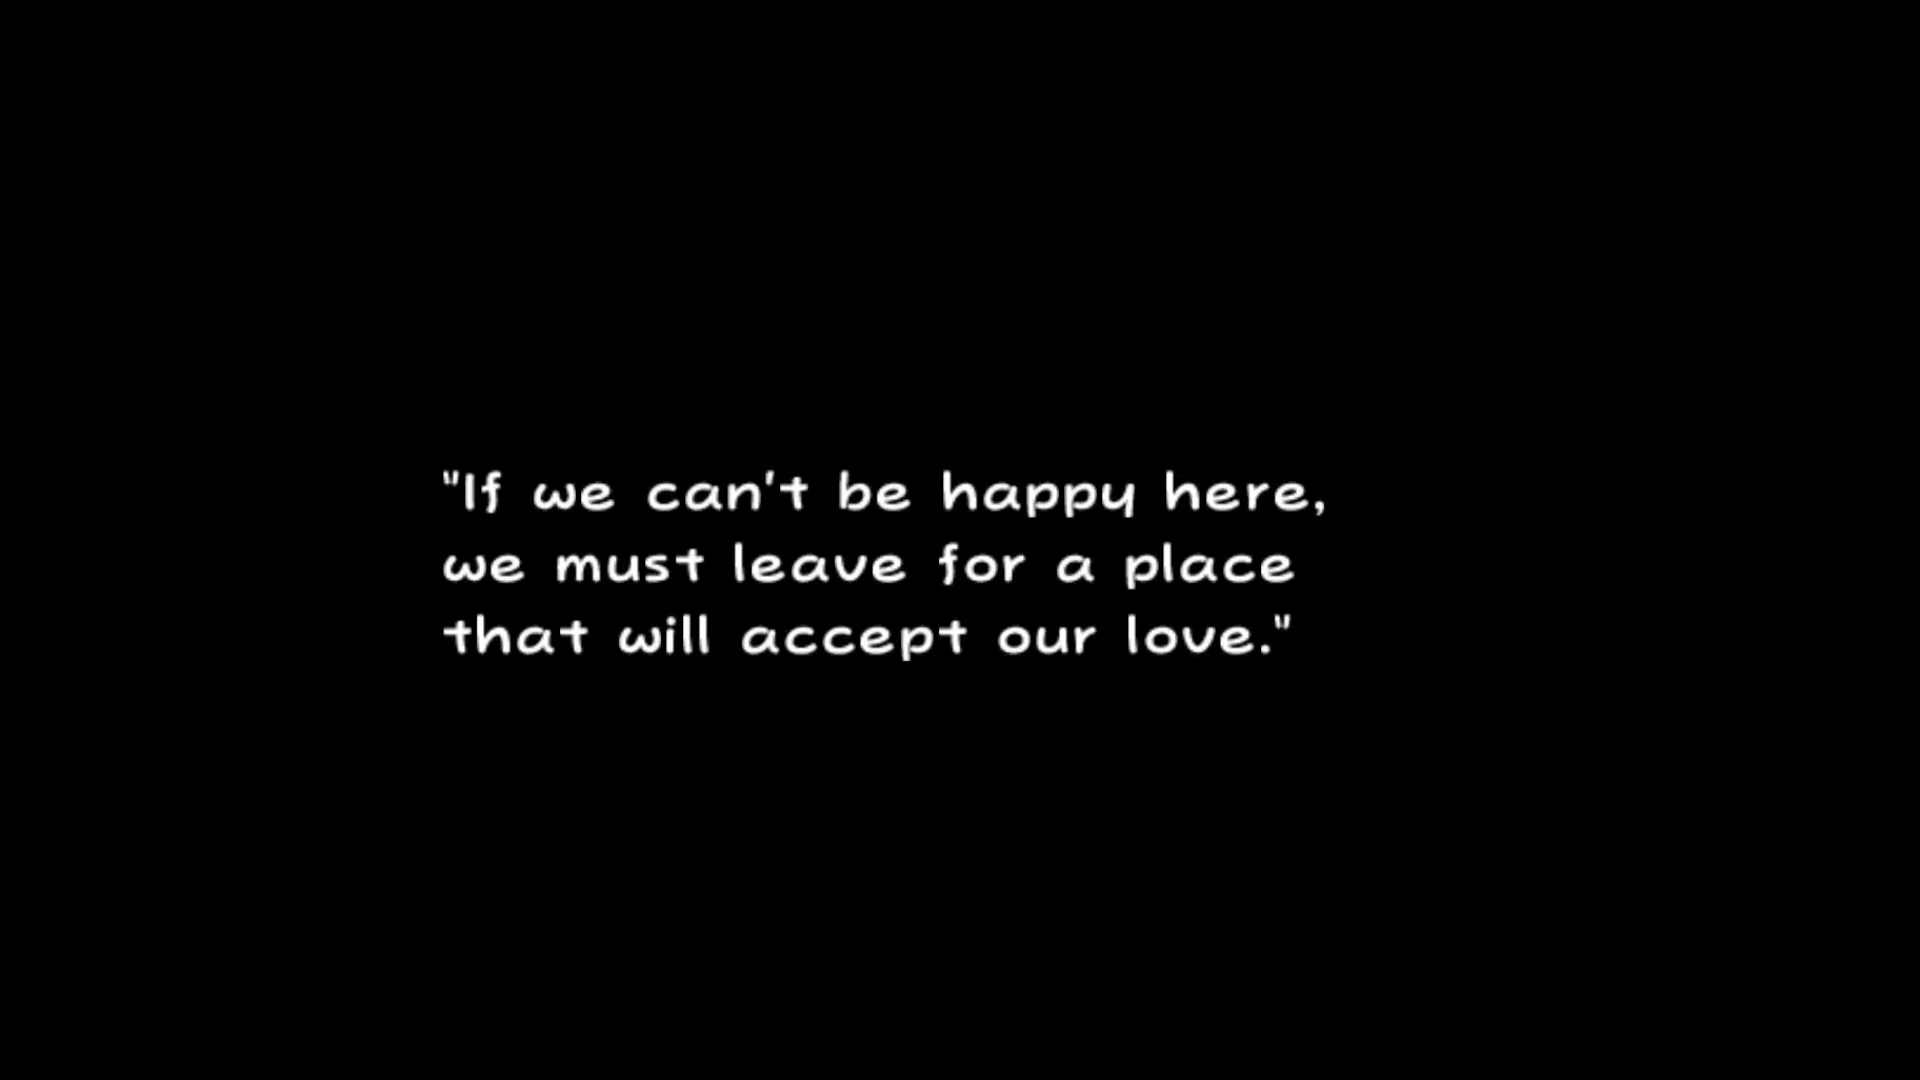 "If we can't be happy here,
we must leave for a place
that will accept our love."